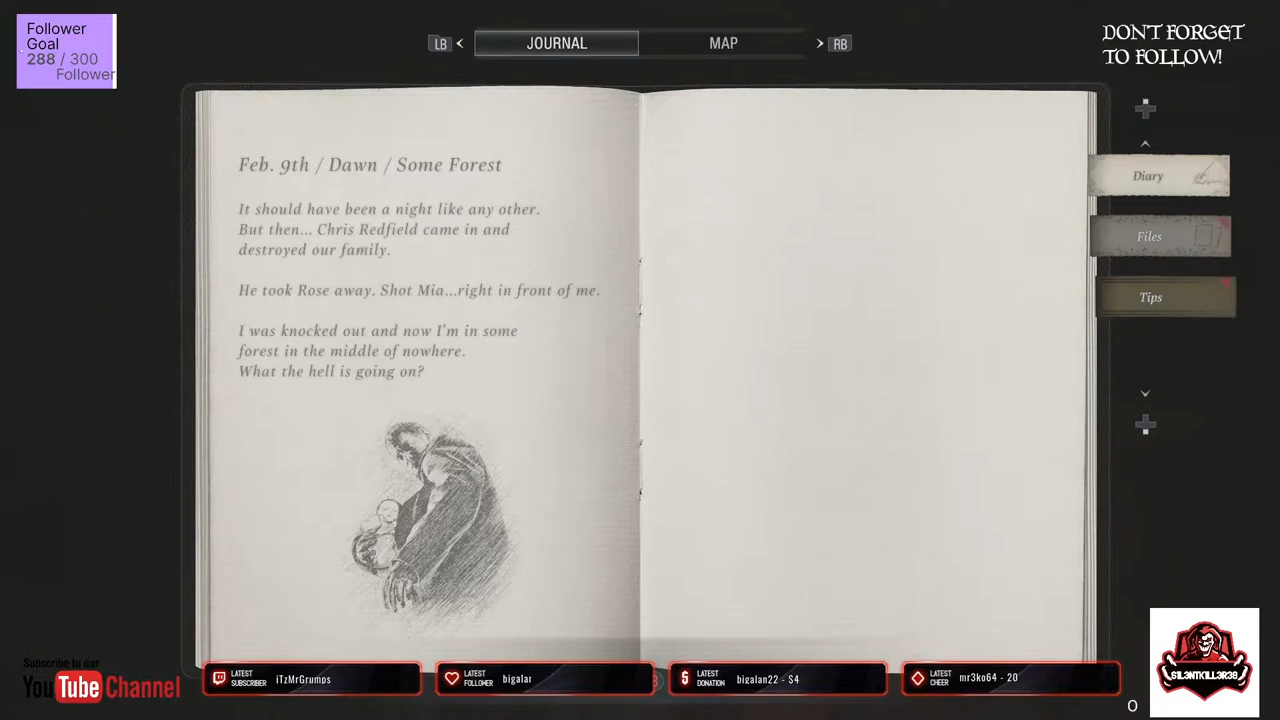 Follower
Goal
288 / 300
Follower
LB
JOURNAL
MAP
RB
DON'T FORGET
TO FOLLOW!
Feb. 9th / Dawn / Some Forest
It should have been a night like any other.
But then... Chris Redfield came in and
destroyed our family.
He took Rose away. Shot Mia...right in front of me.
I was knocked out and now I'm in some
forest in the middle of nowhere.
What the hell is going on?
Diary
Files
Tips
Subscribe to our
YouTube Channel
LATEST
SUBSCRIBER
iTzMrGrumps
LATEST
FOLLOWER
bigalar
LATEST
DONATION
bigalan22 - $4
LATEST
CHEER
mr3ko64 - 20
S1L3NTK1LL3R39
O